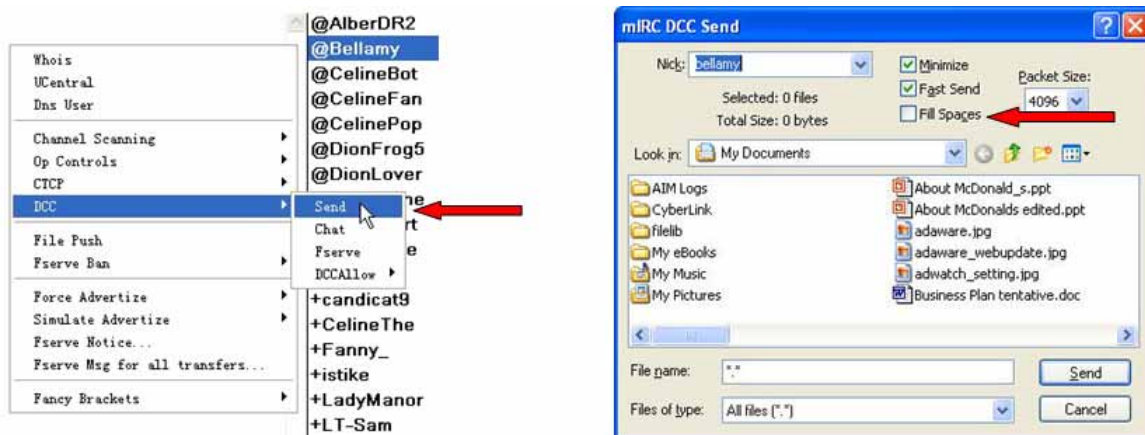 Whois
UCentral
Dns User
Channel Scanning
Op Controls
CTCP
DCC
File Push
Fserve Ban
Force Advertize
Simulate Advertize
Fserve Notice...
Fserve Msg for all transfers...
Fancy Brackets
Send
Chat
Fserve
DCCAllow
@AlberDR2
@Bellamy
@CelineBot
@CelineFan
@CelinePop
@DionFrog5
@DionLover
+candicat9
+CelineThe
+Fanny_
+istike
+LadyManor
+LT-Sam
mIRC DCC Send
Nick: bellamy
Selected: 0 files
Total Size: 0 bytes
Minimize
Fast Send
Fill Spaces
Packet Size:
4096
Look in: My Documents
AIM Logs
CyberLink
filelib
My eBooks
My Music
My Pictures
About McDonald_s.ppt
About McDonalds edited.ppt
adaware.jpg
adaware_webupdate.jpg
adwatch_setting.jpg
Business Plan tentative.doc
File name: "."
Send
Files of type: All files (".")
Cancel